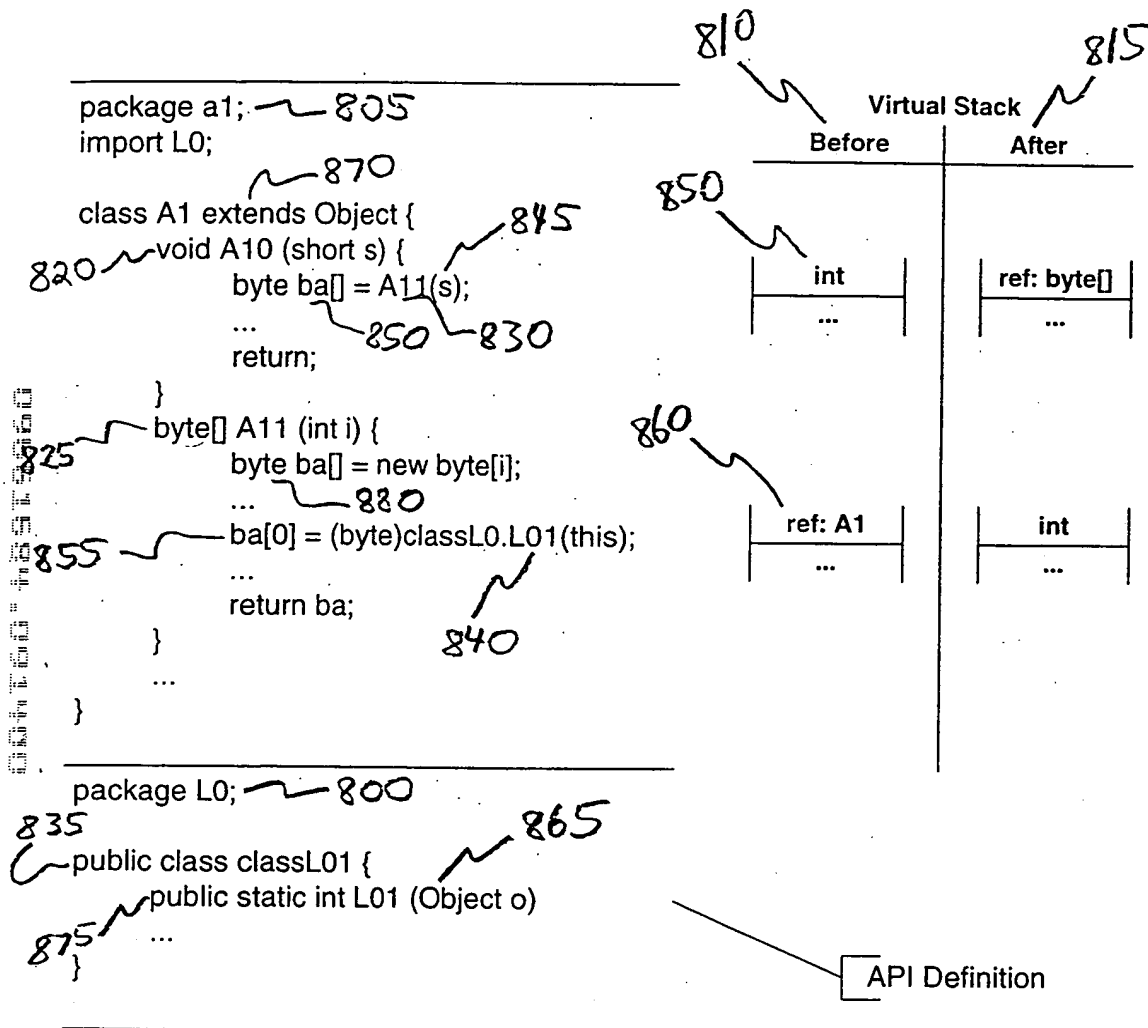 810
815
package a1; 805
import L0;
Virtual Stack
Before After
870
850
class A1 extends Object {
845
820 void A10 (short s) {
byte ba[] = A11(s);
int ref: byte[]
... ...
... 850 830
return;
}
860
825 byte[] A11 (int i) {
byte ba[] = new byte[i];
... 880
ref: A1 int
855 ba[0] = (byte)classL0.L01(this);
... ...
...
return ba;
840
}
...
}
package L0; 800
835
865
public class classL01 {
public static int L01 (Object o)
875 ...
}
API Definition